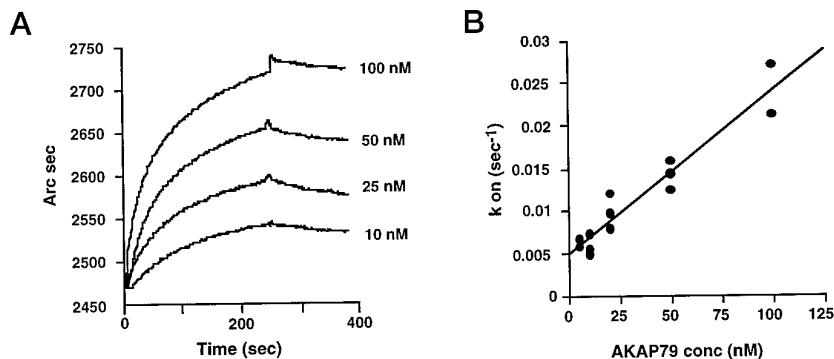 A
Arc sec
2750
2700
2650
2600
2550
2500
2450
0
200
400
Time (sec)
100 nM
50 nM
25 nM
10 nM
B
k on (sec-1)
0.03
0.025
0.02
0.015
0.01
0.005
0
0
25
50
75
100
125
AKAP79 conc (nM)